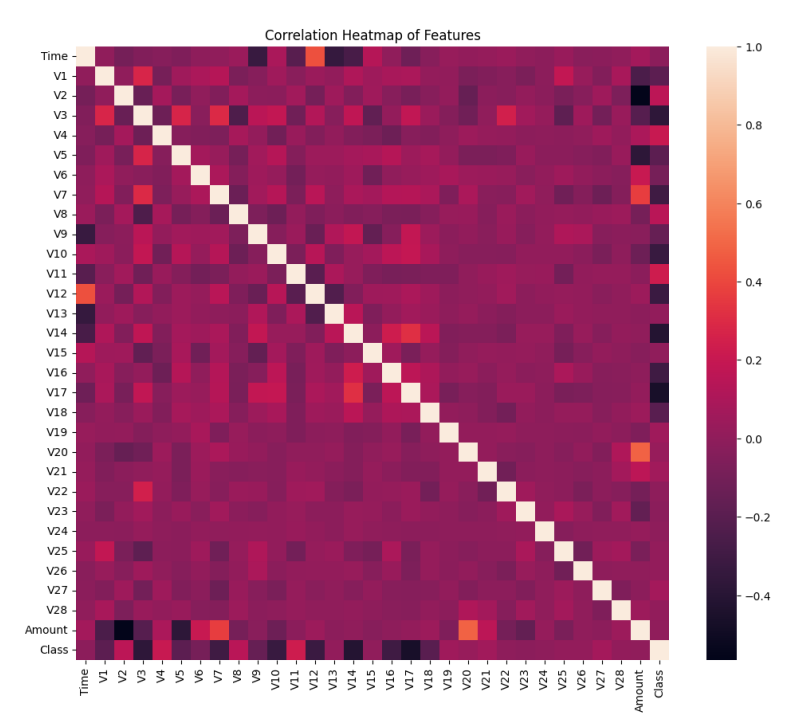 Correlation Heatmap of Features
Time
V1
V2
V3
V4
V5
V6
V7
V8
V9
V10
V11
V12
V13
V14
V15
V16
V17
V18
V19
V20
V21
V22
V23
V24
V25
V26
V27
V28
Amount
Class
Time V1 V2 V3 V4 V5 V6 V7 V8 V9 V10 V11 V12 V13 V14 V15 V16 V17 V18 V19 V20 V21 V22 V23 V24 V25 V26 V27 V28 Amount Class
1.0
0.8
0.6
0.4
0.2
0.0
−0.2
−0.4